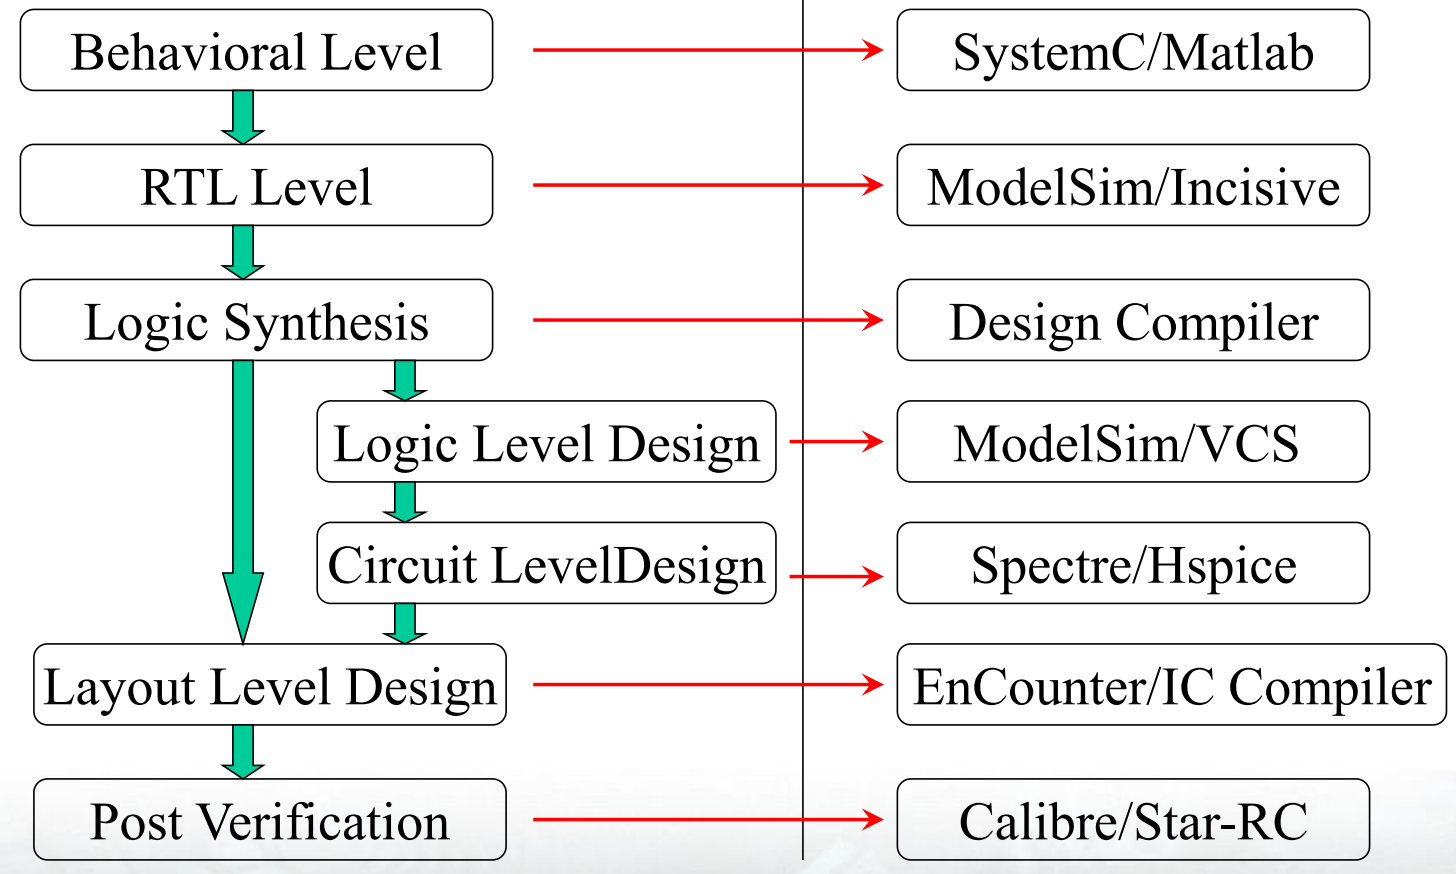 Behavioral Level
SystemC/Matlab
RTL Level
ModelSim/Incisive
Logic Synthesis
Design Compiler
Logic Level Design
ModelSim/VCS
Circuit LevelDesign
Spectre/Hspice
Layout Level Design
EnCounter/IC Compiler
Post Verification
Calibre/Star-RC